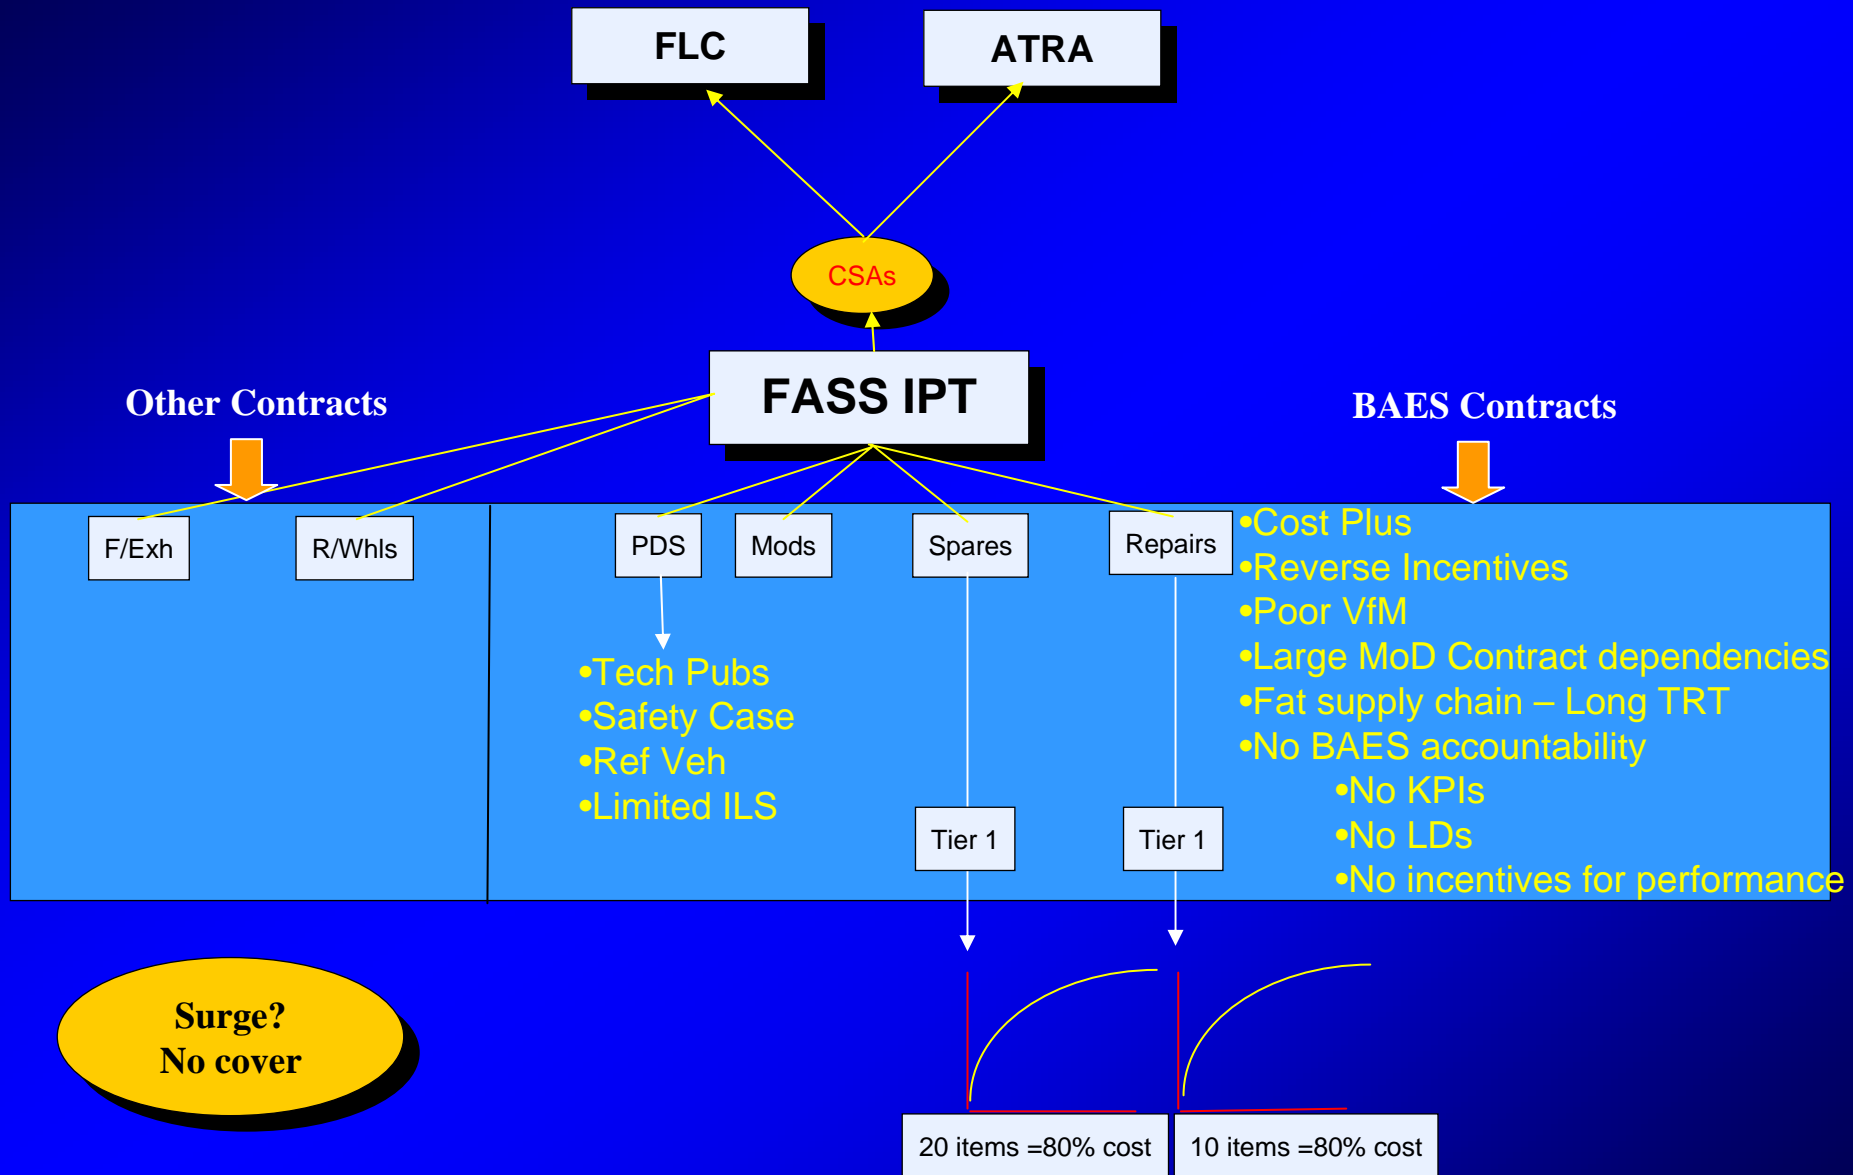 FLC
ATRA
CSAs
FASS IPT
Other Contracts
BAES Contracts
F/Exh
R/Whls
PDS
Mods
Spares
Repairs
•Tech Pubs
•Safety Case
•Ref Veh
•Limited ILS
•Cost Plus
•Reverse Incentives
•Poor VfM
•Large MoD Contract dependencies
•Fat supply chain – Long TRT
•No BAES accountability
•No KPIs
•No LDs
•No incentives for performance
Tier 1
Tier 1
Surge?
No cover
20 items =80% cost
10 items =80% cost